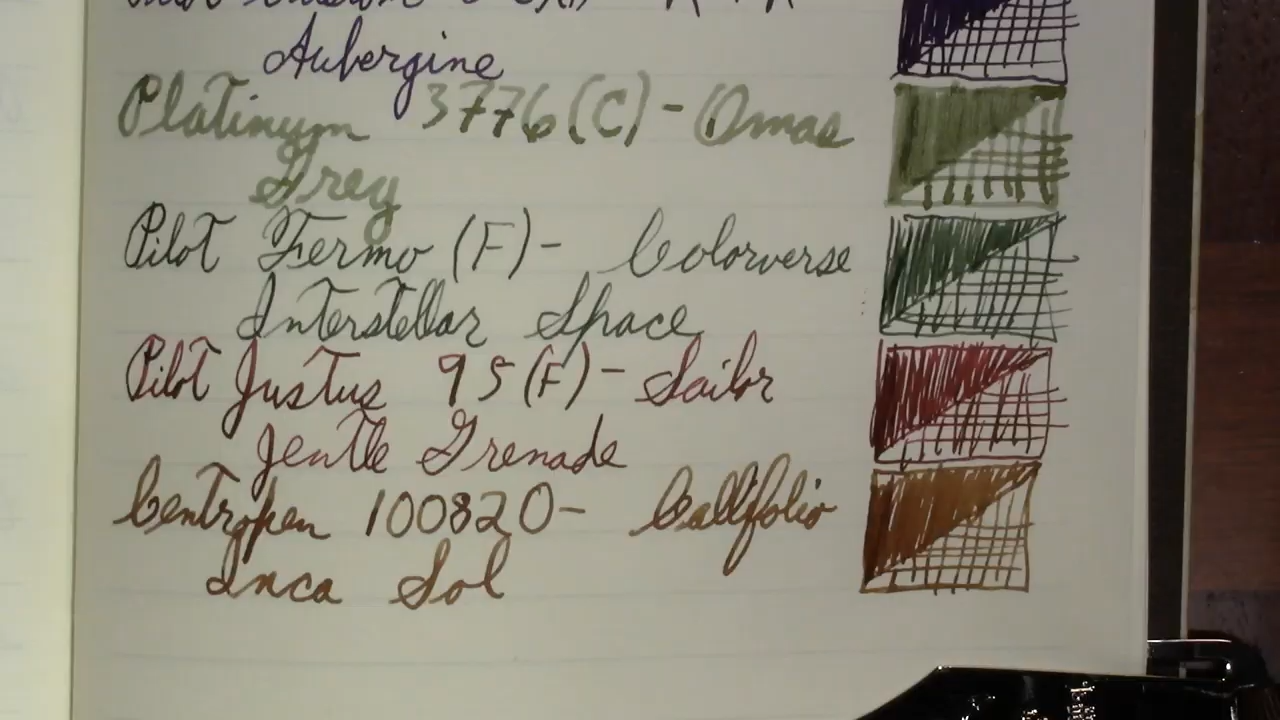 Aubergine
Platinum 3776 (C) - Omas
Grey
Pilot Fermo (F) - Colorverse
Interstellar Space
Pilot Justus 95 (F) - Sailor
Jentle Grenade
Centropen 100820 - Callifolio
Inca Sol